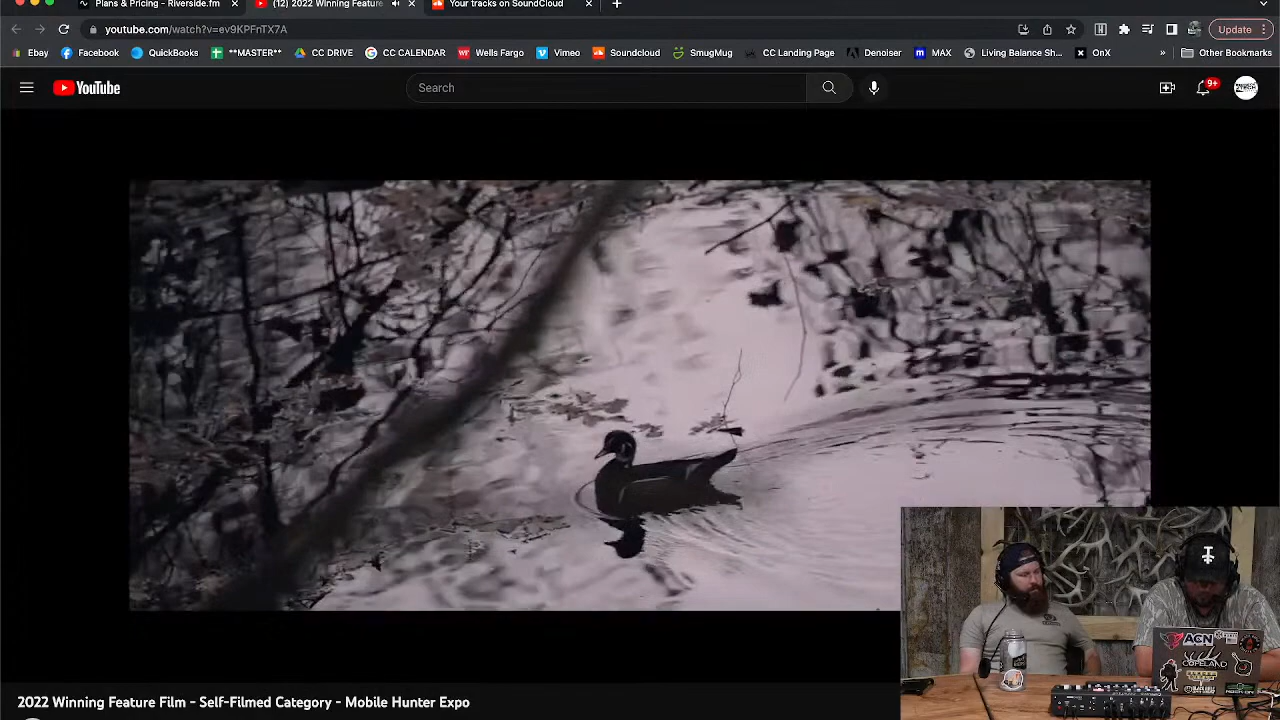 Plans & Pricing - Riverside.fm
(12) 2022 Winning Feature
Your tracks on SoundCloud
youtube.com/watch?v=ev9KPFnTX7A
Update
Ebay
Facebook
QuickBooks
**MASTER**
CC DRIVE
CC CALENDAR
Wells Fargo
Vimeo
Soundcloud
SmugMug
CC Landing Page
Denoiser
MAX
Living Balance Sh...
OnX
»
Other Bookmarks
YouTube
Search
9+
ACN
COPELAND
2022 Winning Feature Film - Self-Filmed Category - Mobile Hunter Expo